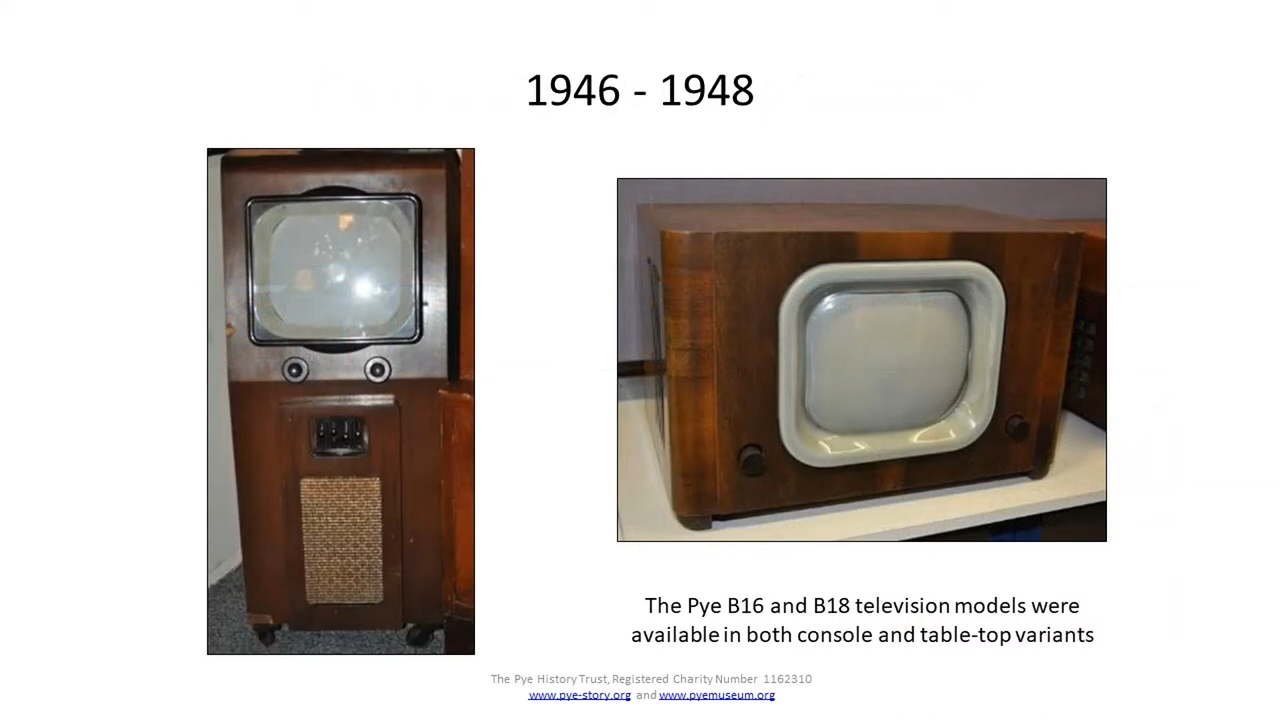 1946 - 1948
The Pye B16 and B18 television models were
available in both console and table-top variants
The Pye History Trust, Registered Charity Number 1162310
www.pye-story.org and www.pyemuseum.org